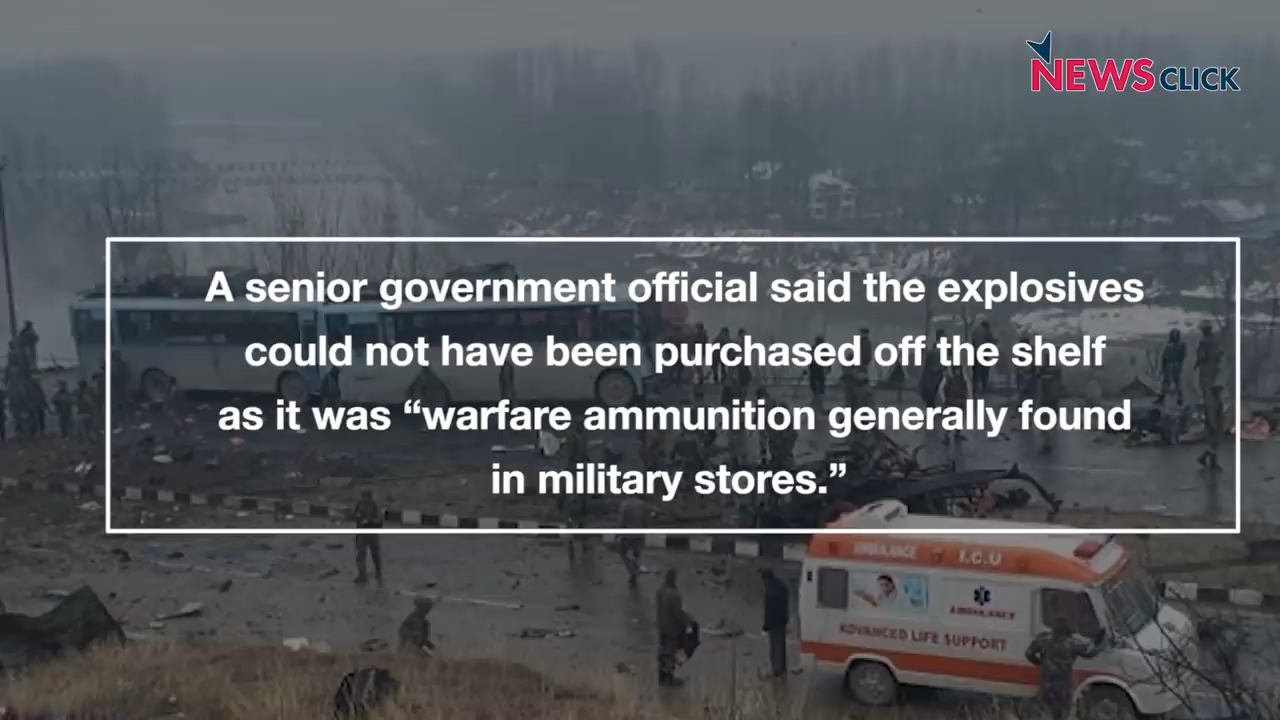 NEWSCLICK
A senior government official said the explosives
could not have been purchased off the shelf
as it was “warfare ammunition generally found
in military stores.”
AMBULANCE I.C.U
AMBULANCE
ADVANCED LIFE SUPPORT